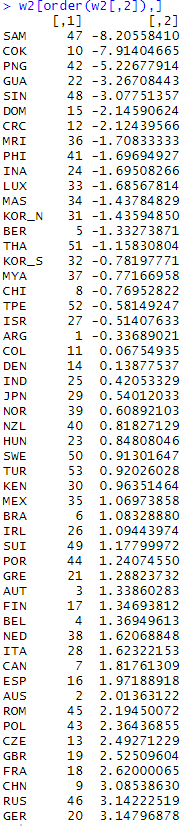 w2[order(w2[,2]),]
[,1] [,2]
SAM 47 -8.20558410
COK 10 -7.91404665
PNG 42 -5.22677914
GUA 22 -3.26708443
SIN 48 -3.07751357
DOM 15 -2.14590624
CRC 12 -2.12439566
MRI 36 -1.70833333
PHI 41 -1.69694927
INA 24 -1.69508266
LUX 33 -1.68567814
MAS 34 -1.43784829
KOR_N 31 -1.43594850
BER 5 -1.33273871
THA 51 -1.15830804
KOR_S 32 -0.78197771
MYA 37 -0.77166958
CHI 8 -0.76952822
TPE 52 -0.58149247
ISR 27 -0.51407633
ARG 1 -0.33689021
COL 11 0.06754935
DEN 14 0.13877537
IND 25 0.42053329
JPN 29 0.54012033
NOR 39 0.60892103
NZL 40 0.81827129
HUN 23 0.84808046
SWE 50 0.91301647
TUR 53 0.92026028
KEN 30 0.96351464
MEX 35 1.06973858
BRA 6 1.08328880
IRL 26 1.09443974
SUI 49 1.17799972
POR 44 1.24074550
GRE 21 1.28823732
AUT 3 1.33860283
FIN 17 1.34693812
BEL 4 1.36949613
NED 38 1.62068848
ITA 28 1.62322153
CAN 7 1.81761309
ESP 16 1.97188918
AUS 2 2.01363122
ROM 45 2.19450072
POL 43 2.36436855
CZE 13 2.49271229
GBR 19 2.52509604
FRA 18 2.62000065
CHN 9 3.08538630
RUS 46 3.14222519
GER 20 3.14796878